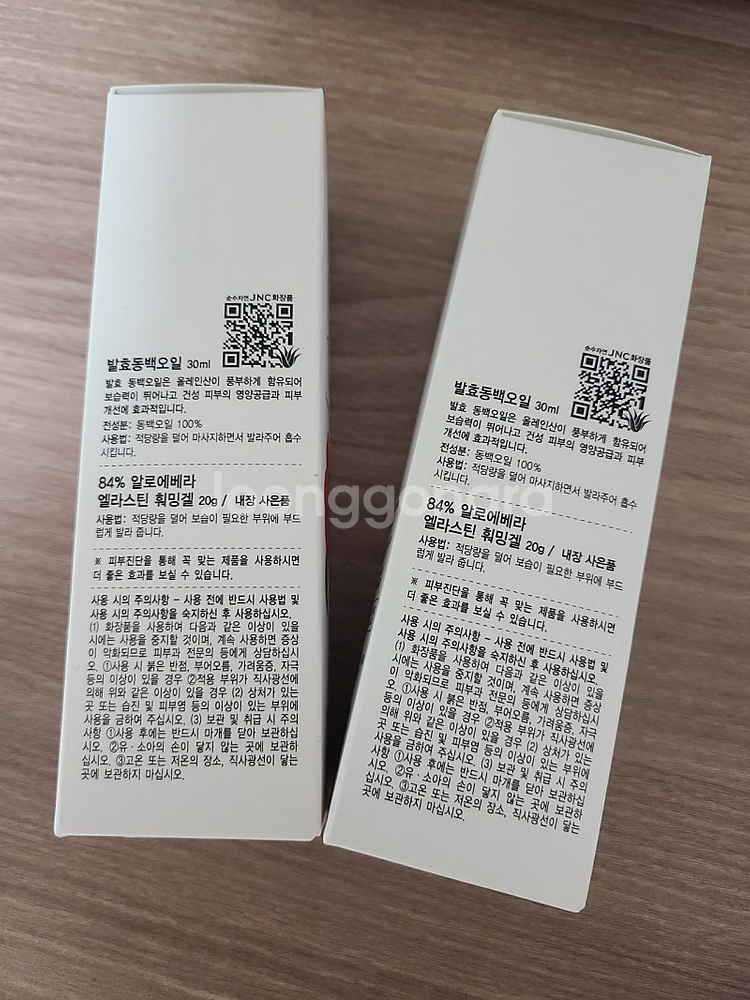 순수자연 JNC 화장품
발효동백오일 30ml
발효 동백오일은 올레인산이 풍부하게 함유되어
보습력이 뛰어나고 건성 피부의 영양공급과 피부
개선에 효과적입니다.
전성분: 동백오일 100%
사용법: 적당량을 덜어 마사지하면서 발라주어 흡수
시킵니다.
84% 알로에베라
엘라스틴 훠밍겔 20g / 내장 사은품
사용법: 적당량을 덜어 보습이 필요한 부위에 부드
럽게 발라 줍니다.
※ 피부진단을 통해 꼭 맞는 제품을 사용하시면
더 좋은 효과를 보실 수 있습니다.
사용 시의 주의사항 - 사용 전에 반드시 사용법 및
사용 시의 주의사항을 숙지하신 후 사용하십시오.
(1) 화장품을 사용하여 다음과 같은 이상이 있을
시에는 사용을 중지할 것이며, 계속 사용하면 증상
이 악화되므로 피부과 전문의 등에게 상담하십시
오. ①사용 시 붉은 반점, 부어오름, 가려움증, 자극
등의 이상이 있을 경우 ②적용 부위가 직사광선에
의해 위와 같은 이상이 있을 경우 (2) 상처가 있는
곳 또는 습진 및 피부염 등의 이상이 있는 부위에
사용을 금하여 주십시오. (3) 보관 및 취급 시 주의
사항 ①사용 후에는 반드시 마개를 닫아 보관하십
시오. ②유·소아의 손이 닿지 않는 곳에 보관하
십시오. ③고온 또는 저온의 장소, 직사광선이 닿는
곳에 보관하지 마십시오.
순수자연 JNC 화장품
발효동백오일 30ml
발효 동백오일은 올레인산이 풍부하게 함유되어
보습력이 뛰어나고 건성 피부의 영양공급과 피부
개선에 효과적입니다.
전성분: 동백오일 100%
사용법: 적당량을 덜어 마사지하면서 발라주어 흡수
시킵니다.
84% 알로에베라
엘라스틴 훠밍겔 20g / 내장 사은품
사용법: 적당량을 덜어 보습이 필요한 부위에 부드
럽게 발라 줍니다.
※ 피부진단을 통해 꼭 맞는 제품을 사용하시면
더 좋은 효과를 보실 수 있습니다.
사용 시의 주의사항 - 사용 전에 반드시 사용법 및
사용 시의 주의사항을 숙지하신 후 사용하십시오.
(1) 화장품을 사용하여 다음과 같은 이상이 있을
시에는 사용을 중지할 것이며, 계속 사용하면 증상
이 악화되므로 피부과 전문의 등에게 상담하십시
오. ①사용 시 붉은 반점, 부어오름, 가려움증, 자극
등의 이상이 있을 경우 ②적용 부위가 직사광선에
의해 위와 같은 이상이 있을 경우 (2) 상처가 있는
곳 또는 습진 및 피부염 등의 이상이 있는 부위에
사용을 금하여 주십시오. (3) 보관 및 취급 시 주의
사항 ①사용 후에는 반드시 마개를 닫아 보관하십
시오. ②유·소아의 손이 닿지 않는 곳에 보관하
십시오. ③고온 또는 저온의 장소, 직사광선이 닿는
곳에 보관하지 마십시오.
Joonggonara